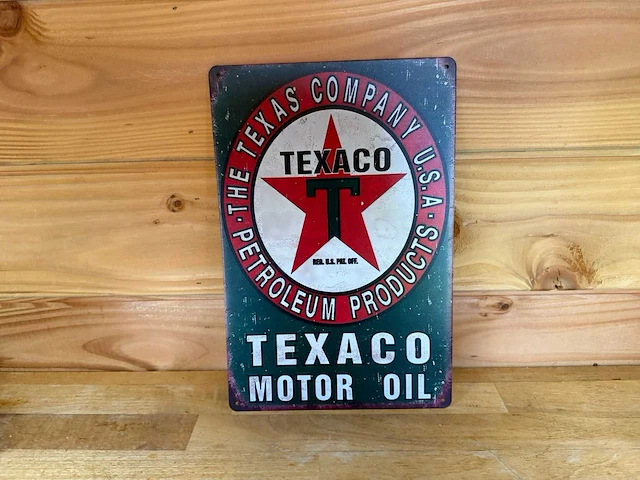 THE TEXAS COMPANY U.S.A.
TEXACO
T
REG. U.S. PAT. OFF.
PETROLEUM PRODUCTS
TEXACO
MOTOR OIL